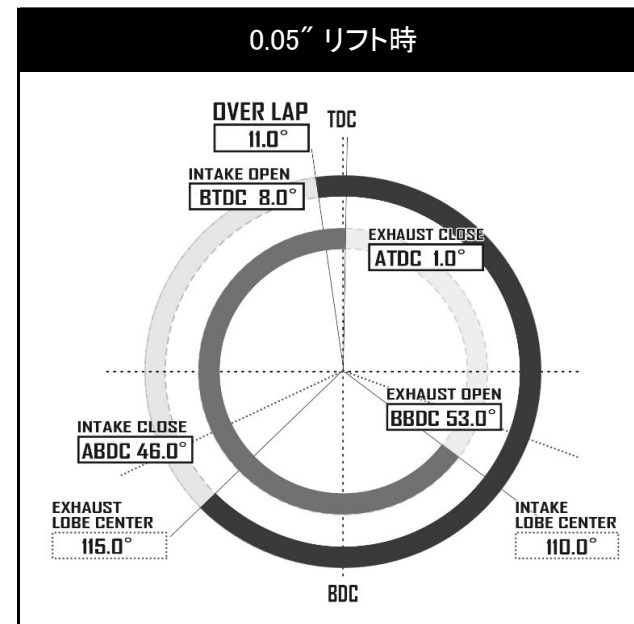 0.05″ リフト時
OVER LAP
11.0°
TDC
INTAKE OPEN
BTDC 8.0°
EXHAUST CLOSE
ATDC 1.0°
EXHAUST OPEN
BBDC 53.0°
INTAKE CLOSE
ABDC 46.0°
EXHAUST
LOBE CENTER
115.0°
INTAKE
LOBE CENTER
110.0°
BDC